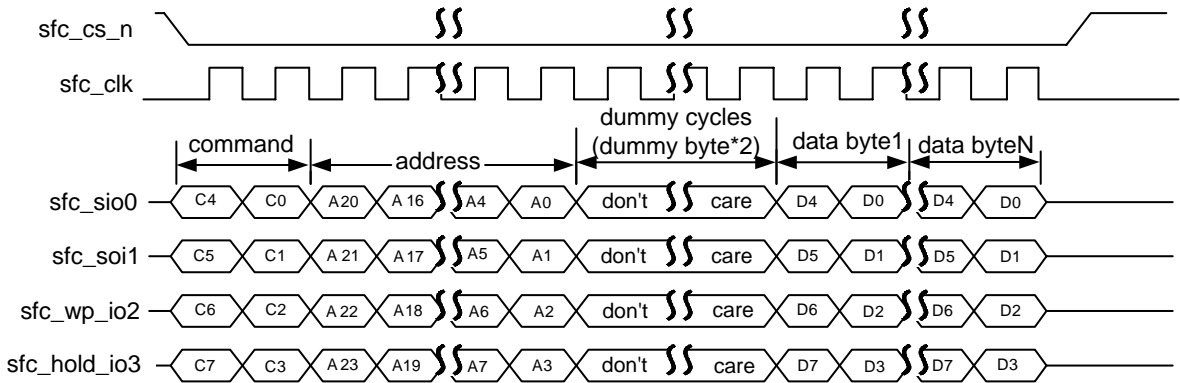 sfc_cs_n
sfc_clk
dummy cycles
command address (dummy byte*2) data byte1 data byteN
sfc_sio0 C4 C0 A20 A 16 A4 A0 don't care D4 D0 D4 D0
sfc_soi1 C5 C1 A 21 A17 A5 A1 don't care D5 D1 D5 D1
sfc_wp_io2 C6 C2 A 22 A18 A6 A2 don't care D6 D2 D6 D2
sfc_hold_io3 C7 C3 A 23 A19 A7 A3 don't care D7 D3 D7 D3